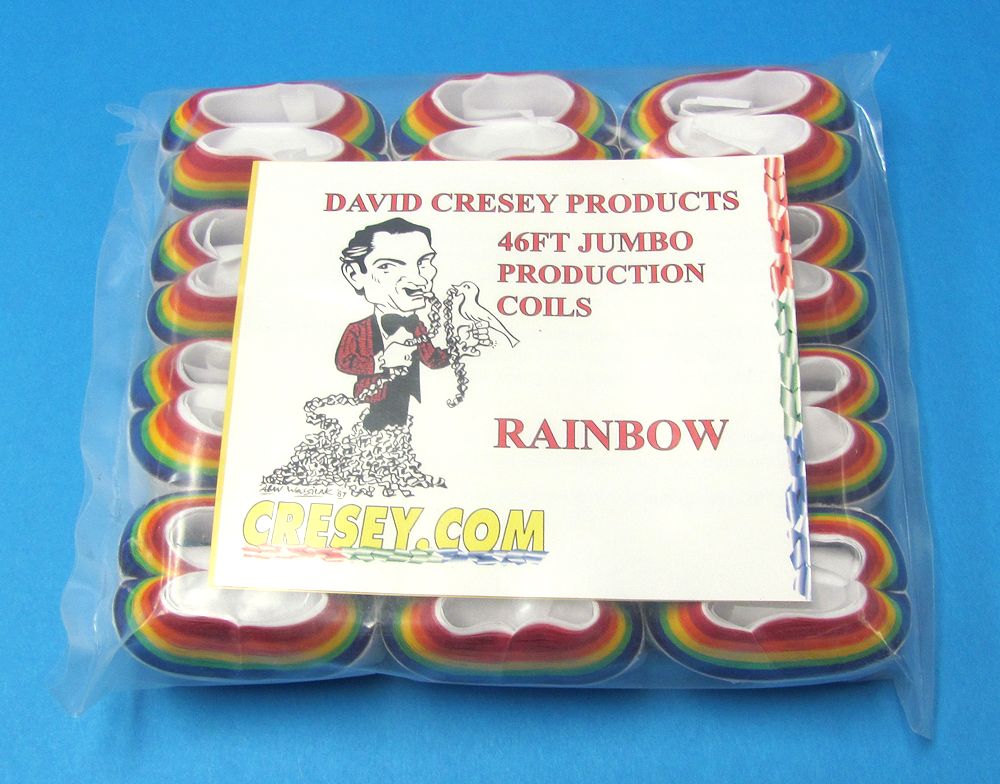 DAVID CRESEY PRODUCTS
46FT JUMBO
PRODUCTION
COILS
RAINBOW
CRESEY.COM